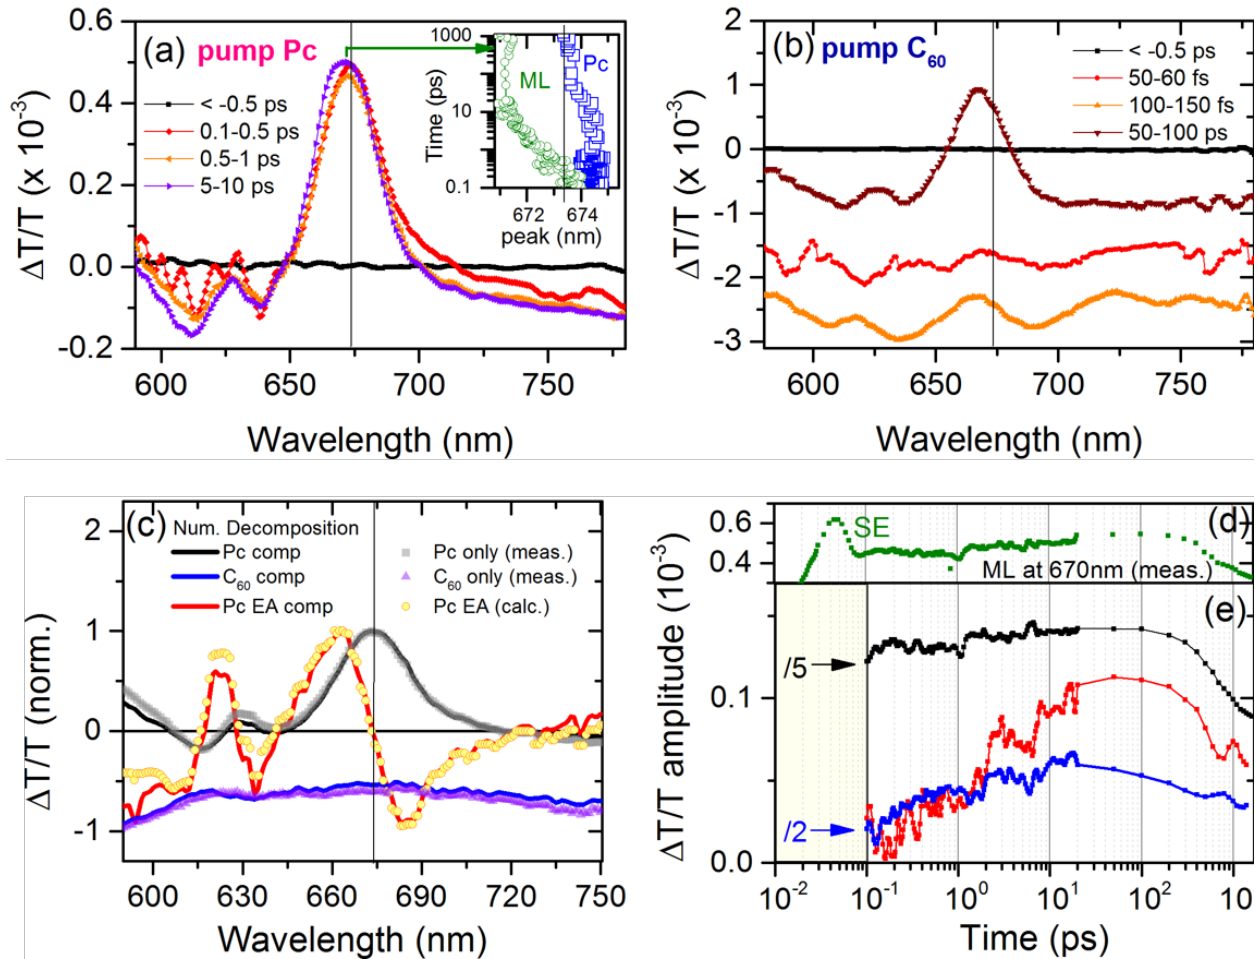 (a) pump Pc
< -0.5 ps
0.1-0.5 ps
0.5-1 ps
5-10 ps
0.6
0.4
0.2
0.0
-0.2
600 650 700 750
ΔT/T (x 10⁻³)
Wavelength (nm)
1000
10
0.1
Time (ps)
ML
Pc
672 674
peak (nm)
(b) pump C₆₀
< -0.5 ps
50-60 fs
100-150 fs
50-100 ps
2
1
0
-1
-2
-3
600 650 700 750
ΔT/T (x 10⁻³)
Wavelength (nm)
(c) Num. Decomposition
Pc comp
C₆₀ comp
Pc EA comp
Pc only (meas.)
C₆₀ only (meas.)
Pc EA (calc.)
2
1
0
-1
600 630 660 690 720 750
ΔT/T (norm.)
Wavelength (nm)
(d)
0.6
0.4
SE
ML at 670nm (meas.)
(e)
/5
/2
0.1
0.0
ΔT/T amplitude (10⁻³)
10⁻² 10⁻¹ 10⁰ 10¹ 10² 10³
Time (ps)